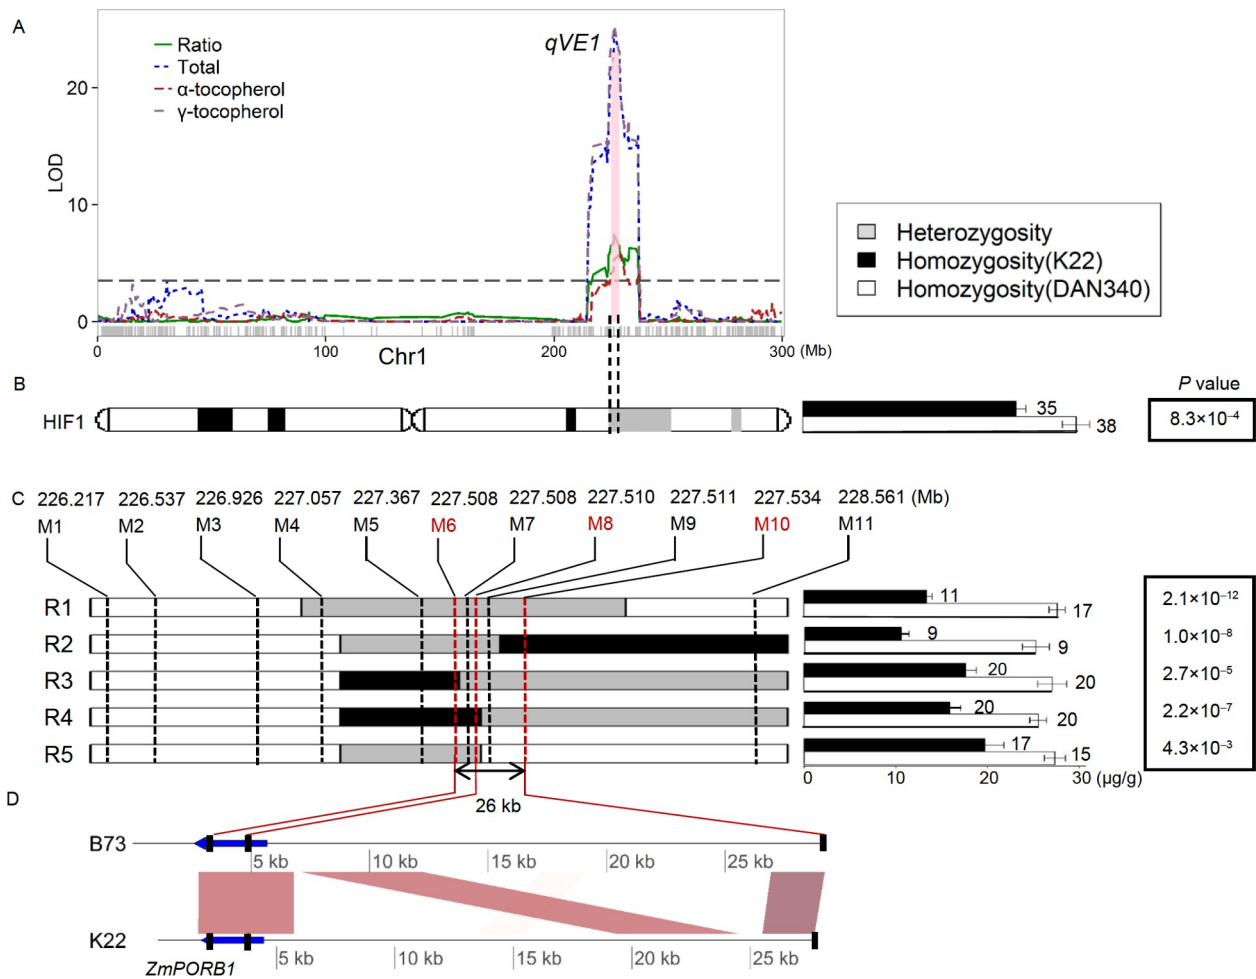 A
LOD
20
10
0
Ratio
Total
α-tocopherol
γ-tocopherol
qVE1
0 100 200 300 (Mb)
Chr1
Heterozygosity
Homozygosity(K22)
Homozygosity(DAN340)
B
HIF1
35
38
P value
8.3×10⁻⁴
C
226.217 226.537 226.926 227.057 227.367 227.508 227.508 227.510 227.511 227.534 228.561 (Mb)
M1 M2 M3 M4 M5 M6 M7 M8 M9 M10 M11
R1 11 17 2.1×10⁻¹²
R2 9 9 1.0×10⁻⁸
R3 20 20 2.7×10⁻⁵
R4 20 20 2.2×10⁻⁷
R5 17 15 4.3×10⁻³
0 10 20 30 (μg/g)
26 kb
D
B73
5 kb 10 kb 15 kb 20 kb 25 kb
K22
5 kb 10 kb 15 kb 20 kb 25 kb
ZmPORB1